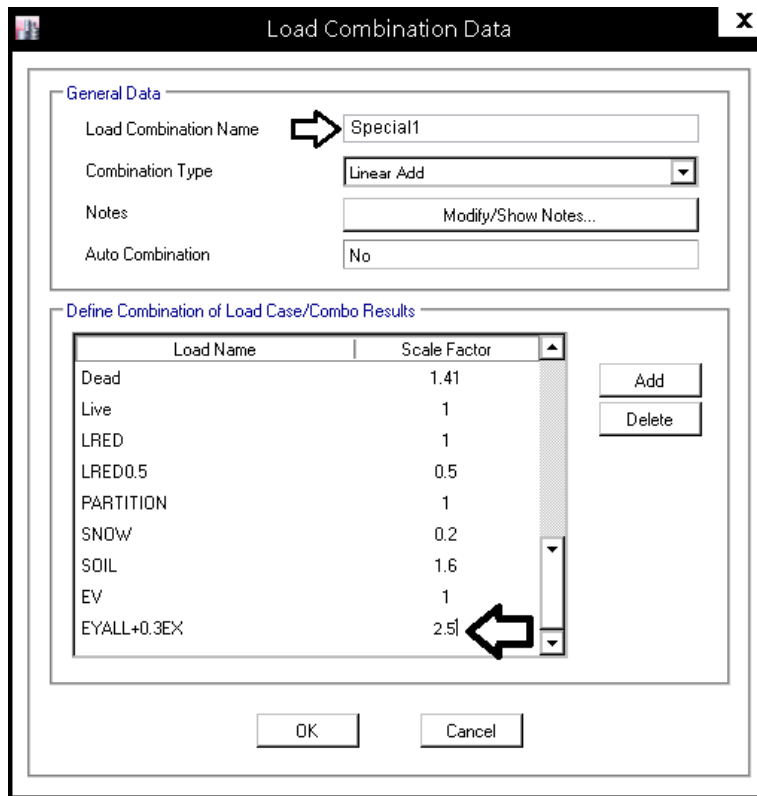 Load Combination Data
X
General Data
Load Combination Name Special1
Combination Type Linear Add
Notes Modify/Show Notes...
Auto Combination No
Define Combination of Load Case/Combo Results
Load Name Scale Factor
Dead 1.41
Add
Live 1
Delete
LRED 1
LRED0.5 0.5
PARTITION 1
SNOW 0.2
SOIL 1.6
EV 1
EYALL+0.3EX 2.5
OK Cancel